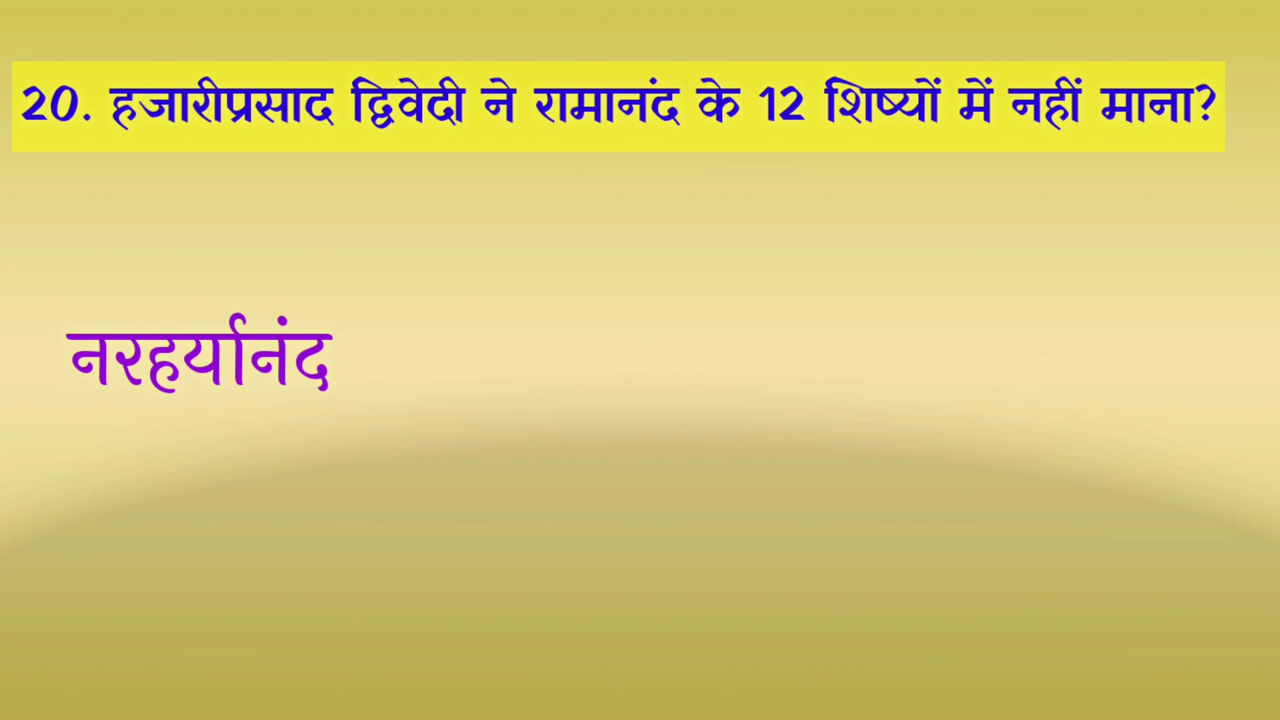 20. हजारीप्रसाद द्विवेदी ने रामानंद के 12 शिष्यों में नहीं माना?
नरहर्यानंद